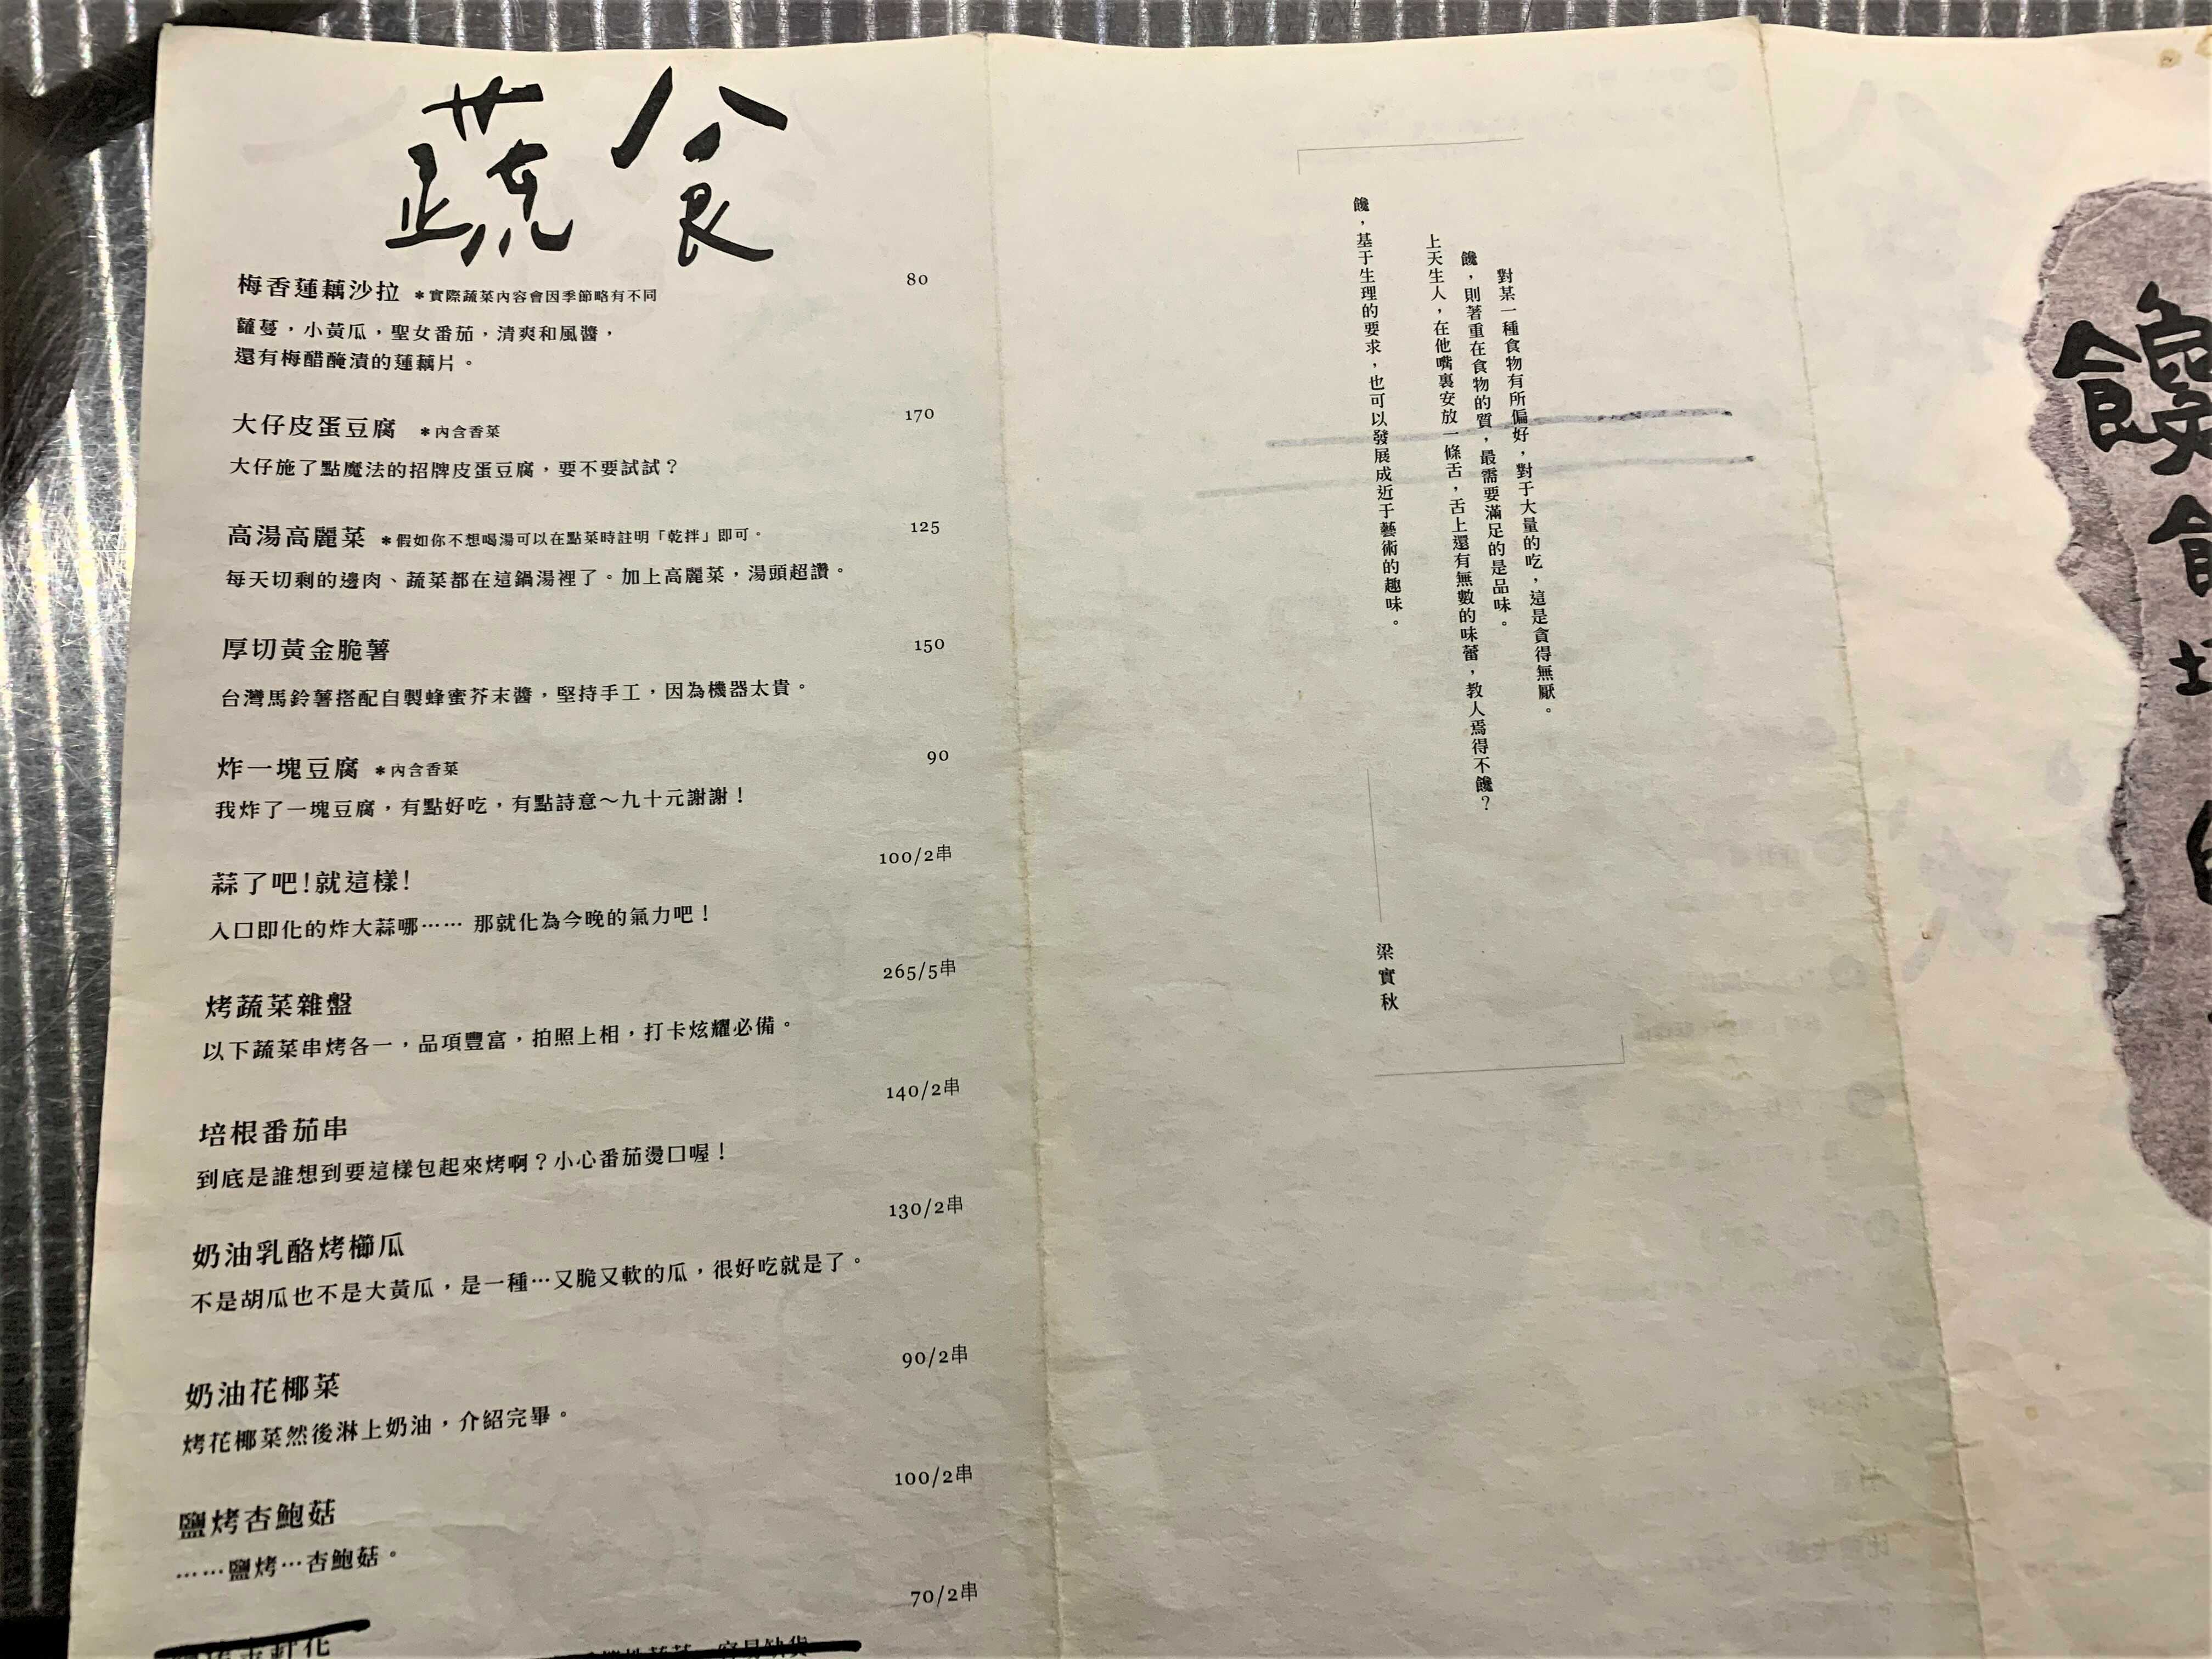 蔬食
梅香蓮藕沙拉 *實際蔬菜內容會因季節略有不同 80
蘿蔓，小黃瓜，聖女番茄，清爽和風醬，
還有梅醋醃漬的蓮藕片。
大仔皮蛋豆腐 *內含香菜 170
大仔施了點魔法的招牌皮蛋豆腐，要不要試試？
高湯高麗菜 *假如你不想喝湯可以在點菜時註明「乾拌」即可。 125
每天切剩的邊肉、蔬菜都在這鍋湯裡了。加上高麗菜，湯頭超讚。
厚切黃金脆薯 150
台灣馬鈴薯搭配自製蜂蜜芥末醬，堅持手工，因為機器太貴。
炸一塊豆腐 *內含香菜 90
我炸了一塊豆腐，有點好吃，有點詩意～九十元謝謝！
蒜了吧！就這樣！ 100/2串
入口即化的炸大蒜哪⋯⋯ 那就化為今晚的氣力吧！
烤蔬菜雜盤 265/5串
以下蔬菜串烤各一，品項豐富，拍照上相，打卡炫耀必備。
培根番茄串 140/2串
到底是誰想到要這樣包起來烤啊？小心番茄燙口喔！
奶油乳酪烤櫛瓜 130/2串
不是胡瓜也不是大黃瓜，是一種⋯又脆又軟的瓜，很好吃就是了。
奶油花椰菜 90/2串
烤花椰菜然後淋上奶油，介紹完畢。
鹽烤杏鮑菇 100/2串
⋯⋯鹽烤⋯杏鮑菇。
70/2串
對某一種食物有所偏好，對于大量的吃，這是貪得無厭。
饞，則著重在食物的質，最需要滿足的是品味。
上天生人，在他嘴裏安放一條舌，舌上還有無數的味蕾，教人焉得不饞？
饞，基于生理的要求，也可以發展成近于藝術的趣味。
梁實秋
饞
食